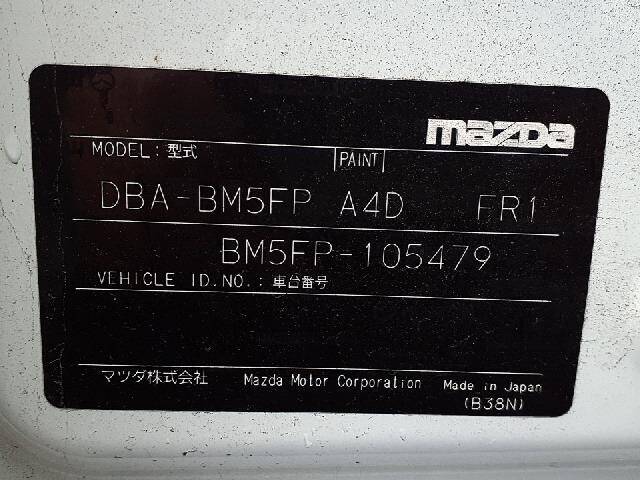 mazda
MODEL: 型式 PAINT
DBA-BM5FP A4D FR1
BM5FP-105479
VEHICLE ID.NO.: 車台番号
マツダ株式会社 Mazda Motor Corporation Made in Japan
(B38N)